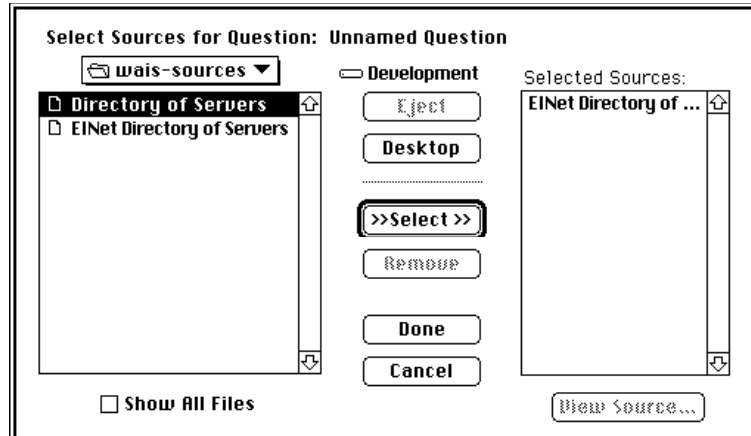 Select Sources for Question: Unnamed Question
wais-sources
Directory of Servers
EINet Directory of Servers
Show All Files
Development
Eject
Desktop
>>Select >>
Remove
Done
Cancel
Selected Sources:
EINet Directory of ...
View Source...